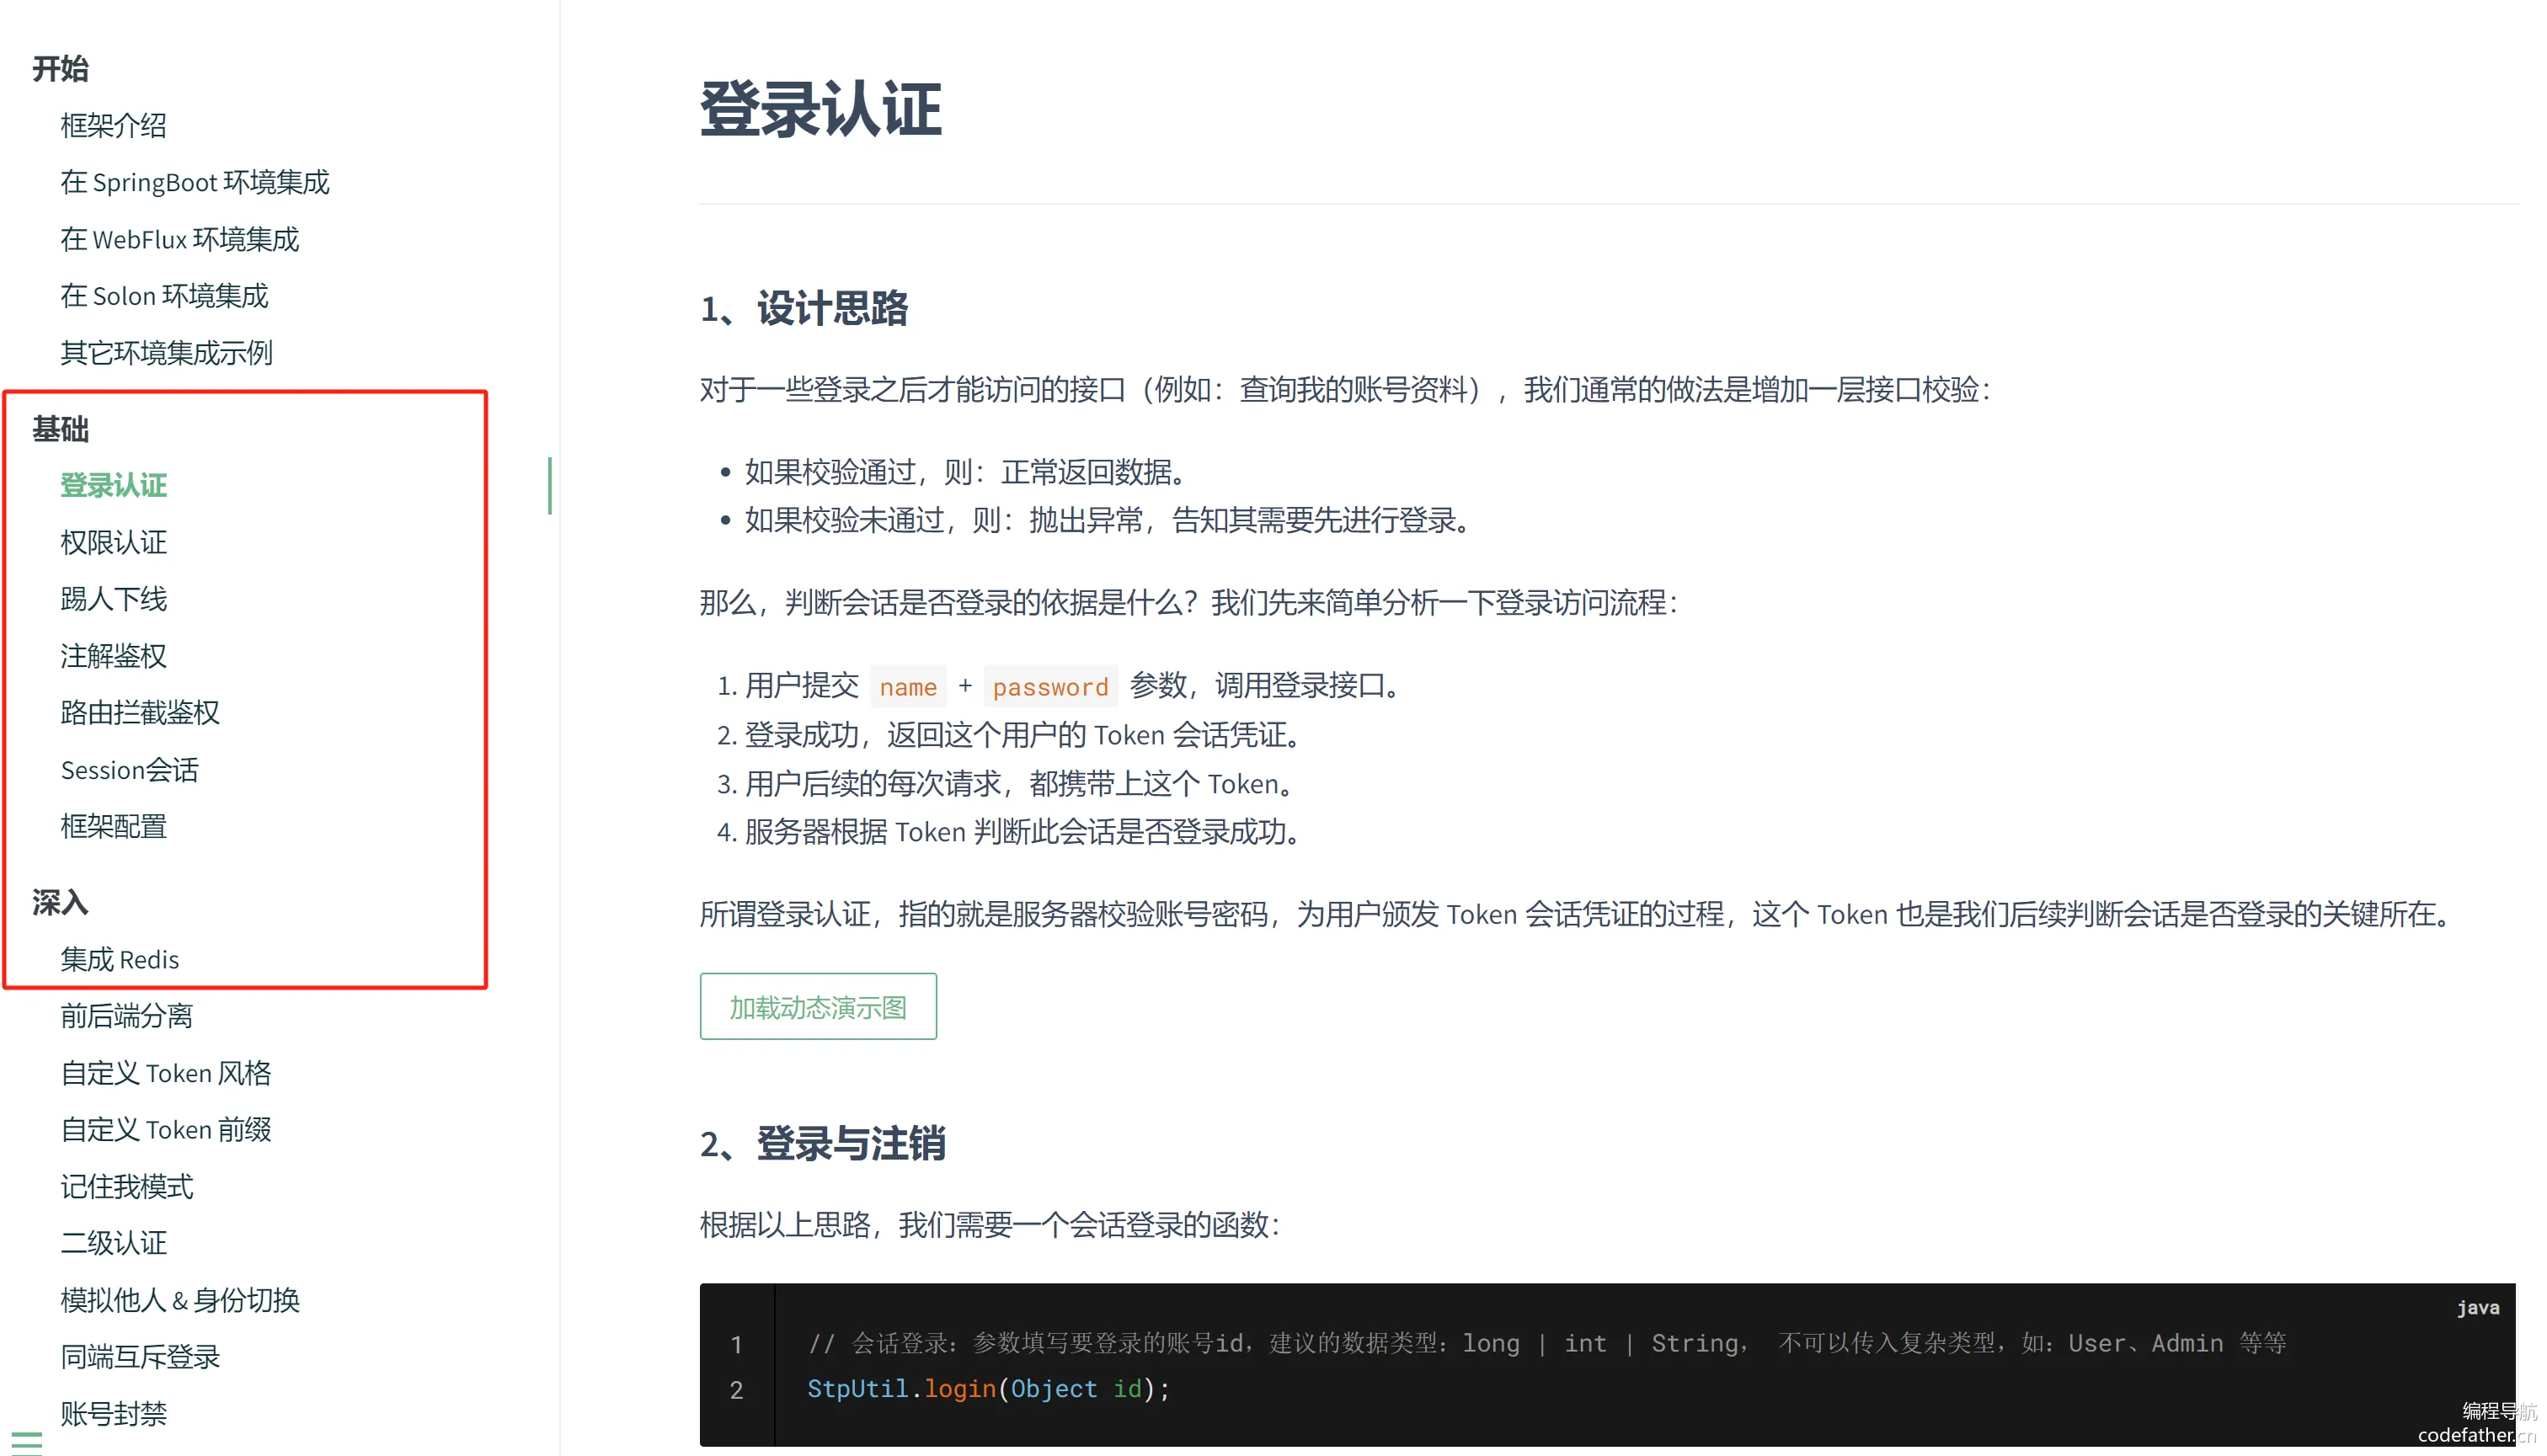 开始
框架介绍
在 SpringBoot 环境集成
在 WebFlux 环境集成
在 Solon 环境集成
其它环境集成示例
基础
登录认证
权限认证
踢人下线
注解鉴权
路由拦截鉴权
Session会话
框架配置
深入
集成 Redis
前后端分离
自定义 Token 风格
自定义 Token 前缀
记住我模式
二级认证
模拟他人 & 身份切换
同端互斥登录
账号封禁
登录认证
1、设计思路
对于一些登录之后才能访问的接口（例如：查询我的账号资料），我们通常的做法是增加一层接口校验：
• 如果校验通过，则：正常返回数据。
• 如果校验未通过，则：抛出异常，告知其需要先进行登录。
那么，判断会话是否登录的依据是什么？我们先来简单分析一下登录访问流程：
1. 用户提交 name + password 参数，调用登录接口。
2. 登录成功，返回这个用户的 Token 会话凭证。
3. 用户后续的每次请求，都携带上这个 Token。
4. 服务器根据 Token 判断此会话是否登录成功。
所谓登录认证，指的就是服务器校验账号密码，为用户颁发 Token 会话凭证的过程，这个 Token 也是我们后续判断会话是否登录的关键所在。
加载动态演示图
2、登录与注销
根据以上思路，我们需要一个会话登录的函数：
java
1 // 会话登录：参数填写要登录的账号id，建议的数据类型：long | int | String， 不可以传入复杂类型，如：User、Admin 等等
2 StpUtil.login(Object id);
编程导航
codefather.cn